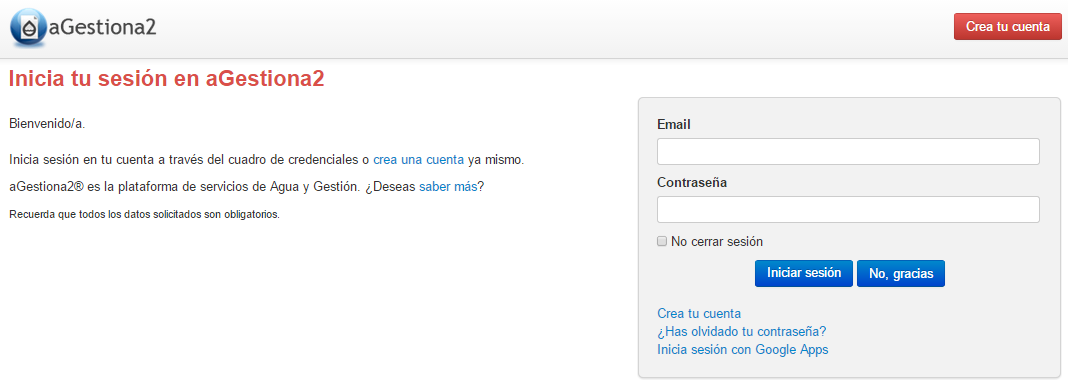 aGestiona2
Crea tu cuenta
Inicia tu sesión en aGestiona2
Bienvenido/a.
Inicia sesión en tu cuenta a través del cuadro de credenciales o crea una cuenta ya mismo.
aGestiona2® es la plataforma de servicios de Agua y Gestión. ¿Deseas saber más?
Recuerda que todos los datos solicitados son obligatorios.
Email
Contraseña
No cerrar sesión
Iniciar sesión
No, gracias
Crea tu cuenta
¿Has olvidado tu contraseña?
Inicia sesión con Google Apps